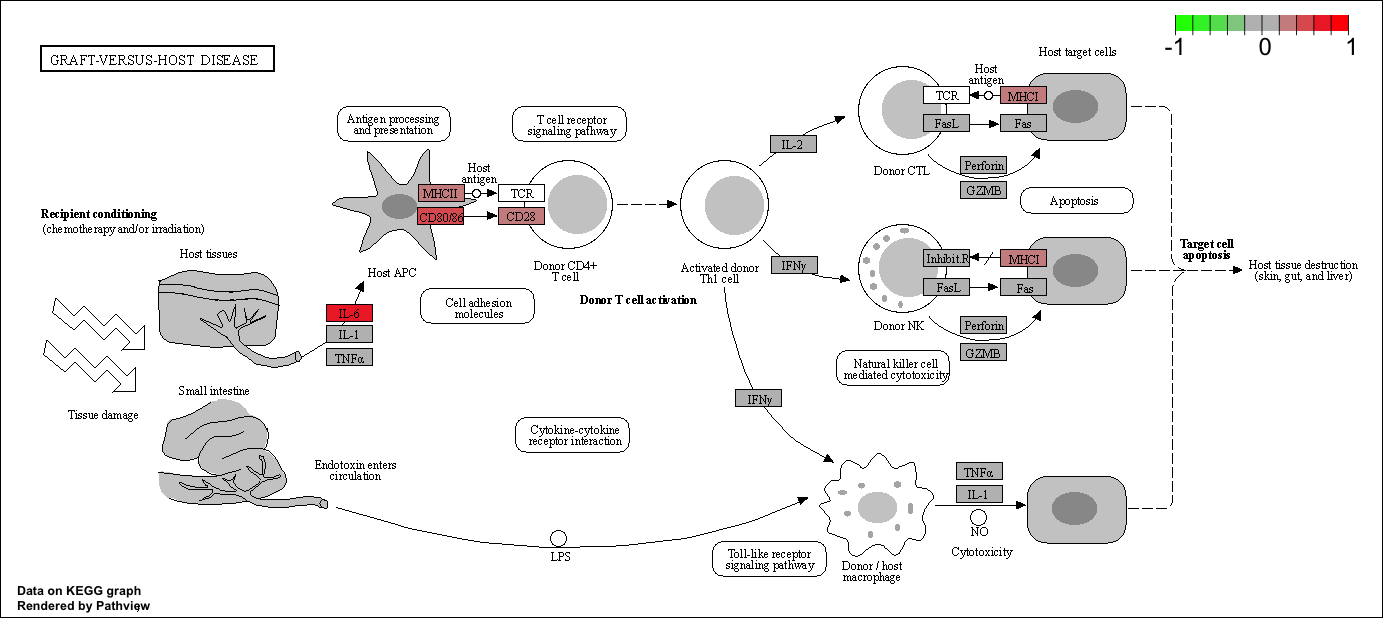 GRAFT-VERSUS-HOST DISEASE
-1
0
1
Host target cells
Host
antigen
TCR
MHCI
FasL
Fas
Perforin
GZMB
Donor CTL
Apoptosis
Antigen processing
and presentation
T cell receptor
signaling pathway
IL-2
Host
antigen
MHCII
TCR
CD80/86
CD28
Recipient conditioning
(chemotherapy and/or irradiation)
Host tissues
Host APC
Donor CD4+
T cell
Activated donor
Th1 cell
IFNγ
Inhibit.R
MHCI
FasL
Fas
Target cell
apoptosis
Host tissue destruction
(skin, gut, and liver)
Donor T cell activation
Cell adhesion
molecules
IL-6
IL-1
TNFα
Donor NK
Perforin
GZMB
Natural killer cell
mediated cytotoxicity
Small intestine
Tissue damage
IFNγ
Cytokine-cytokine
receptor interaction
Endotoxin enters
circulation
TNFα
IL-1
NO
Cytotoxicity
LPS
Toll-like receptor
signaling pathway
Donor / host
macrophage
Data on KEGG graph
Rendered by Pathview